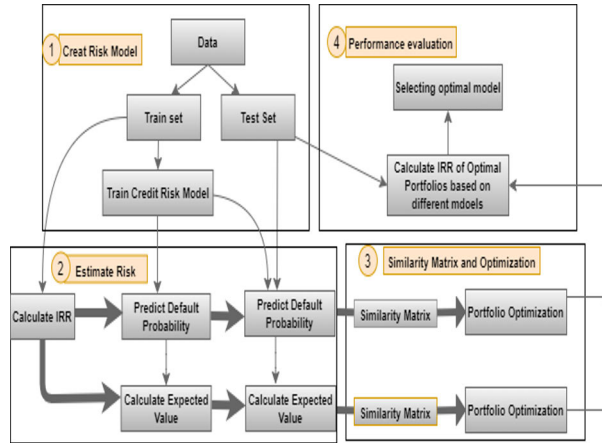 1 Creat Risk Model
Data
Train set
Test Set
Train Credit Risk Model
4 Performance evaluation
Selecting optimal model
Calculate IRR of Optimal
Portfolios based on
different mdoels
2 Estimate Risk
Calculate IRR
Predict Default
Probability
Predict Default
Probability
Calculate Expected
Value
Calculate Expected
Value
3 Similarity Matrix and Optimization
Similarity Matrix
Portfolio Optimization
Similarity Matrix
Portfolio Optimization